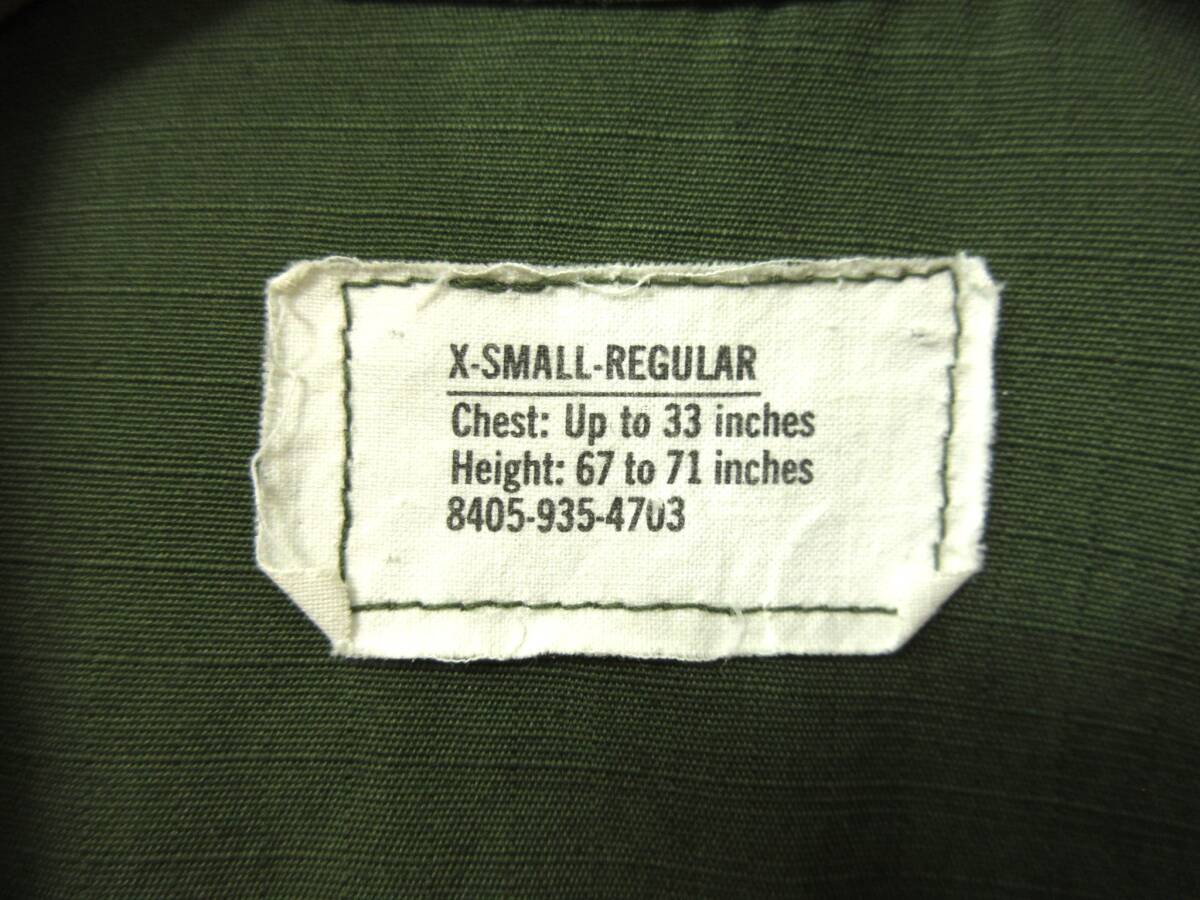 X-SMALL-REGULAR
Chest: Up to 33 inches
Height: 67 to 71 inches
8405-935-4703